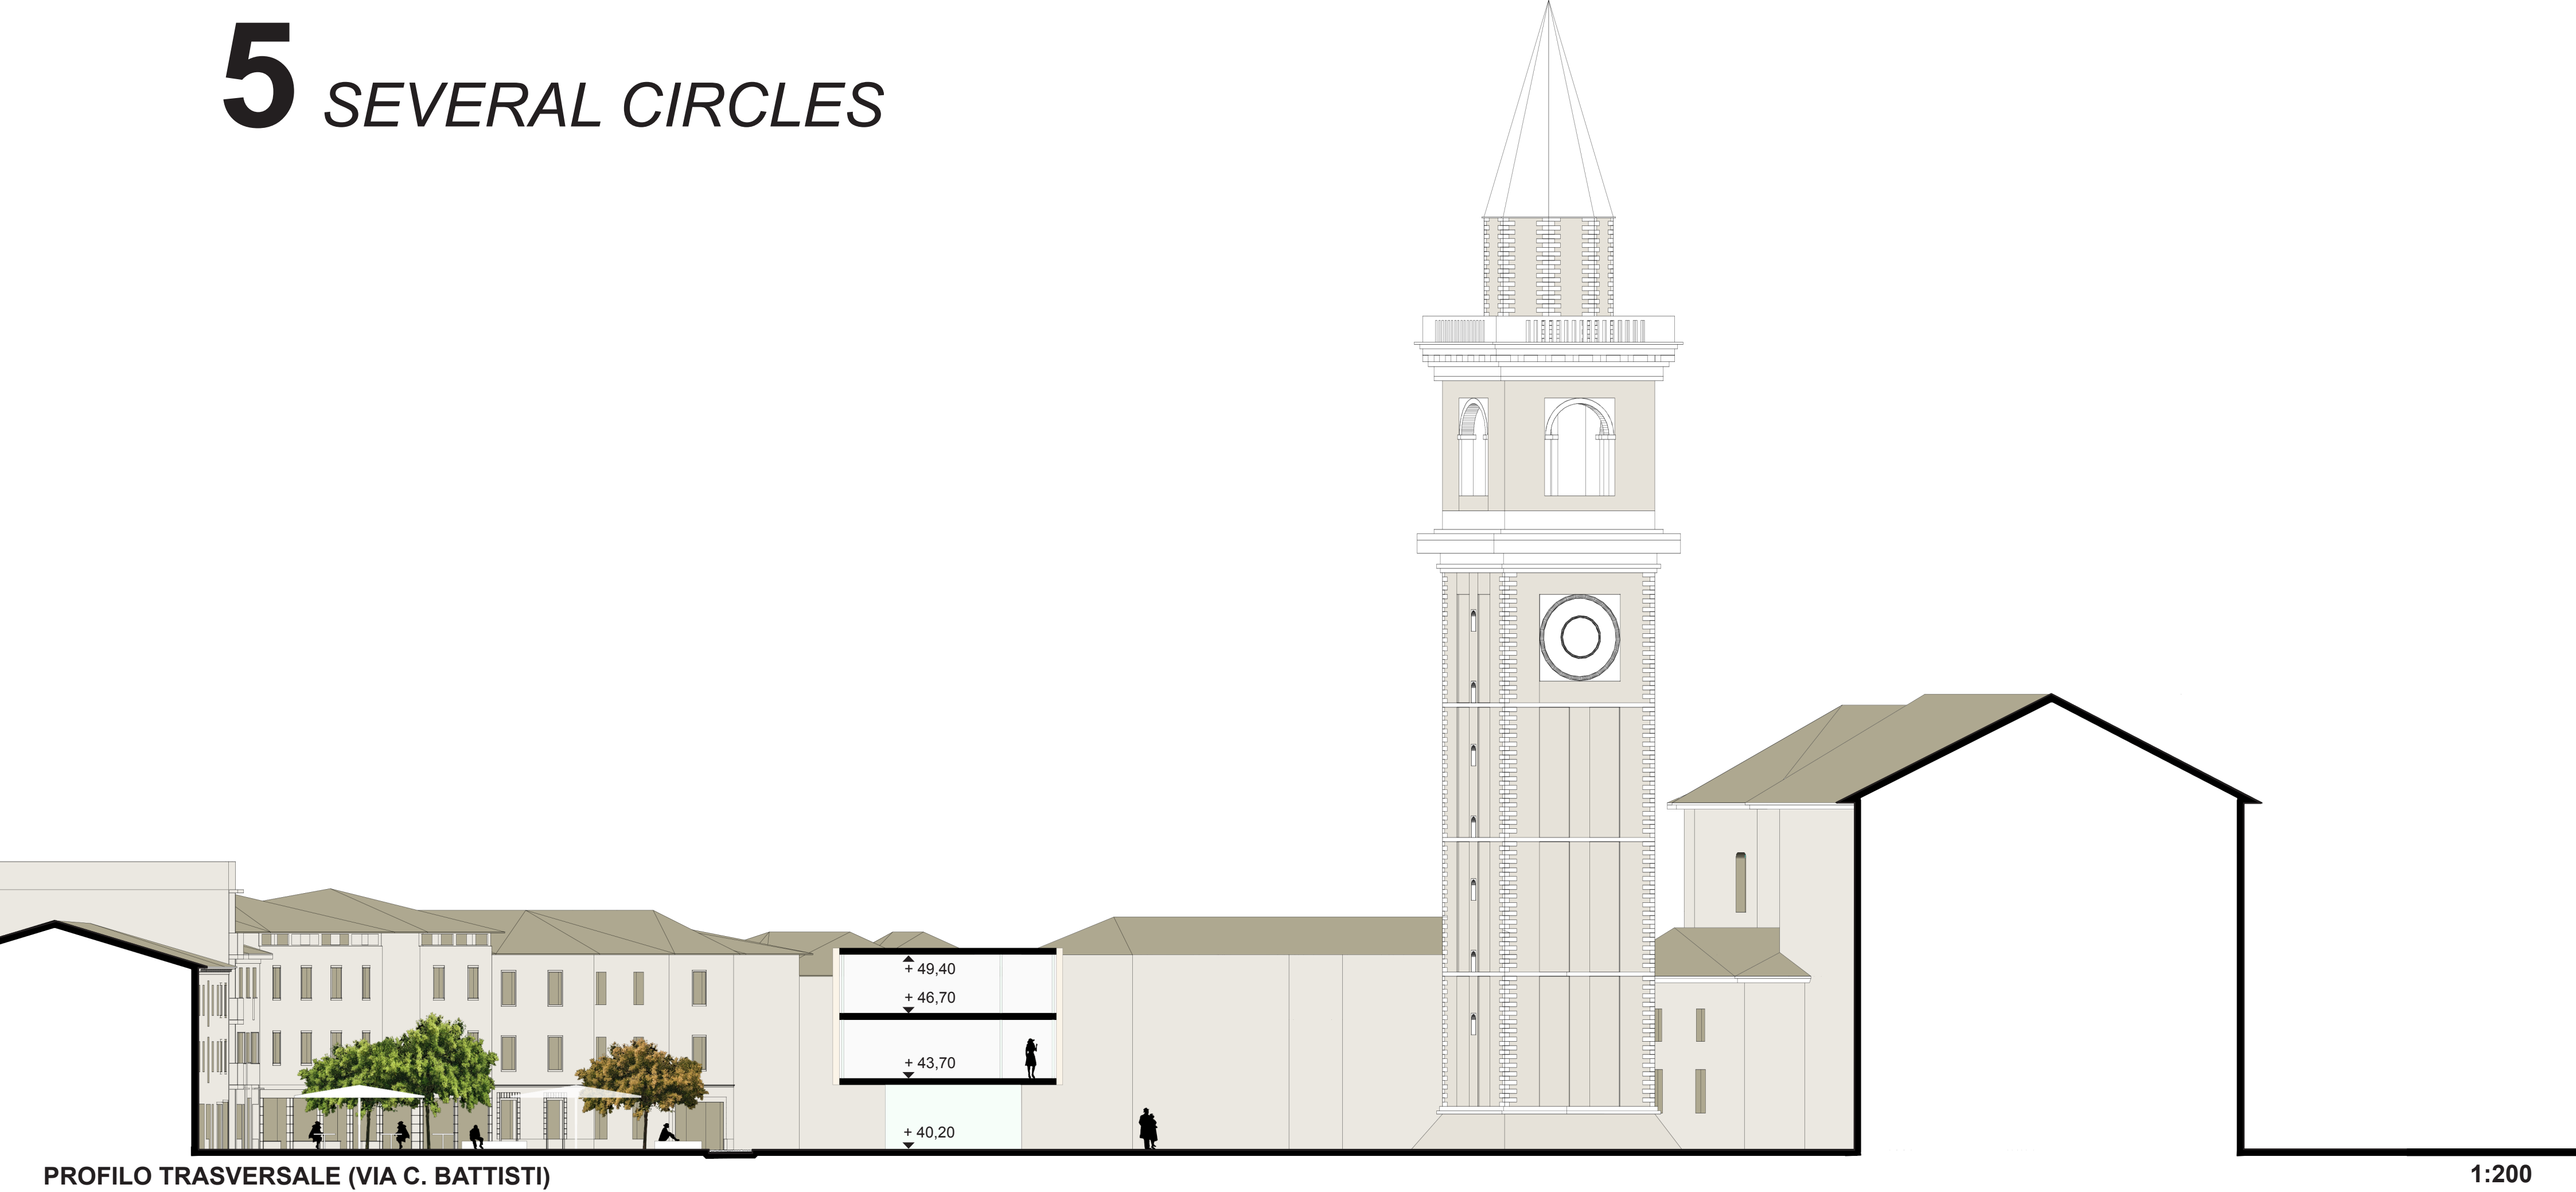 5 SEVERAL CIRCLES
+ 49,40
+ 46,70
+ 43,70
+ 40,20
PROFILO TRASVERSALE (VIA C. BATTISTI)
1:200